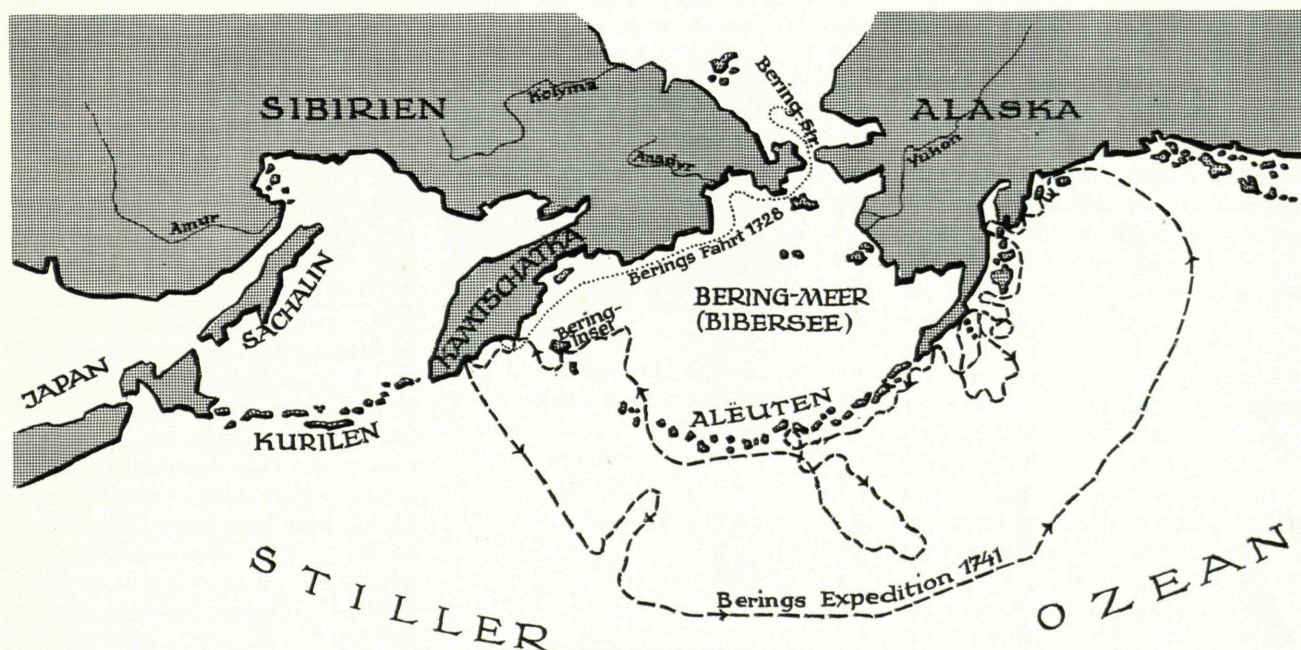 SIBIRIEN
Kolyma
Bering-Str.
ALASKA
Anadyr
Yukon
Amur
KAMTSCHATKA
Berings Fahrt 1728
BERING-MEER
(BIBERSEE)
SACHALIN
Bering-
Insel
JAPAN
ALËUTEN
KURILEN
Berings Expedition 1741
STILLER
OZEAN